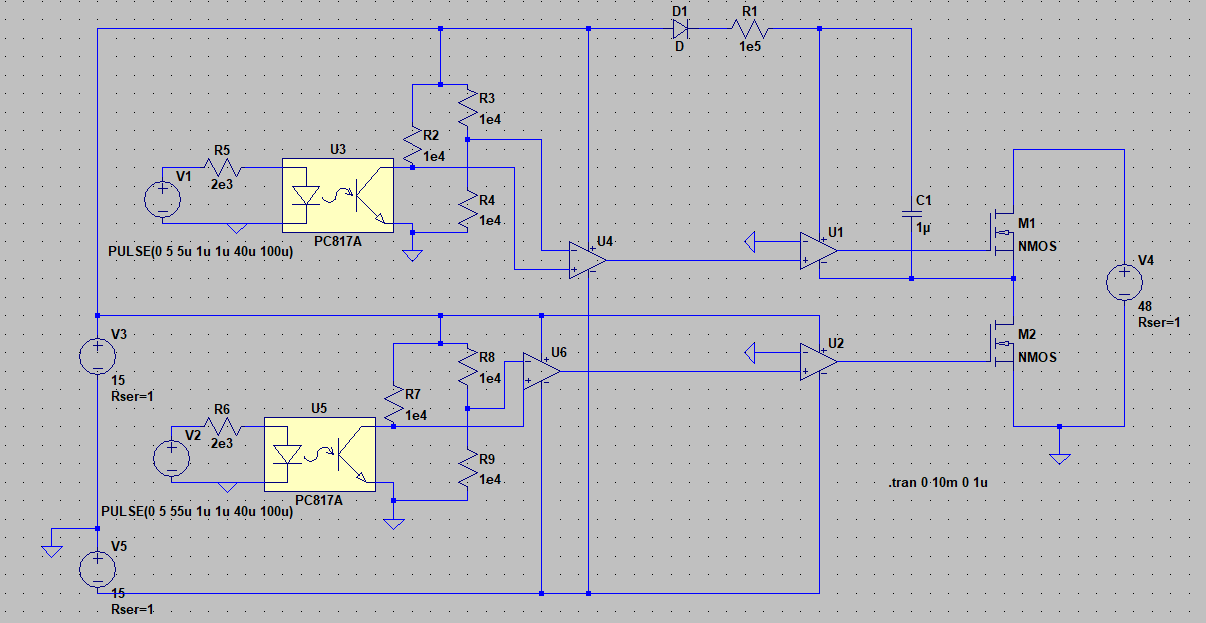 D1
R1
D
1e5
R3
1e4
R2
1e4
U3
R5
2e3
V1
R4
1e4
C1
1µ
PC817A
M1
NMOS
PULSE(0 5 5u 1u 1u 40u 100u)
U4
U1
V4
48
Rser=1
V3
15
Rser=1
M2
NMOS
U2
R8
1e4
U6
R7
1e4
U5
R6
2e3
V2
R9
1e4
PC817A
.tran 0 10m 0 1u
PULSE(0 5 55u 1u 1u 40u 100u)
V5
15
Rser=1